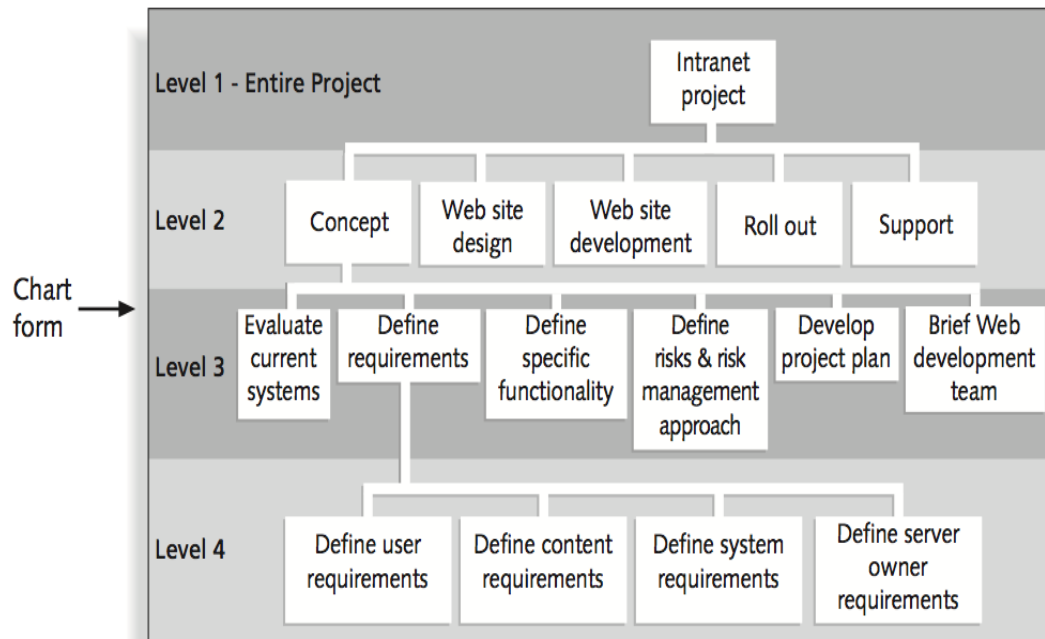 Level 1 - Entire Project
Intranet
project
Level 2
Concept
Web site
design
Web site
development
Roll out
Support
Chart
form
Level 3
Evaluate
current
systems
Define
requirements
Define
specific
functionality
Define
risks & risk
management
approach
Develop
project plan
Brief Web
development
team
Level 4
Define user
requirements
Define content
requirements
Define system
requirements
Define server
owner
requirements